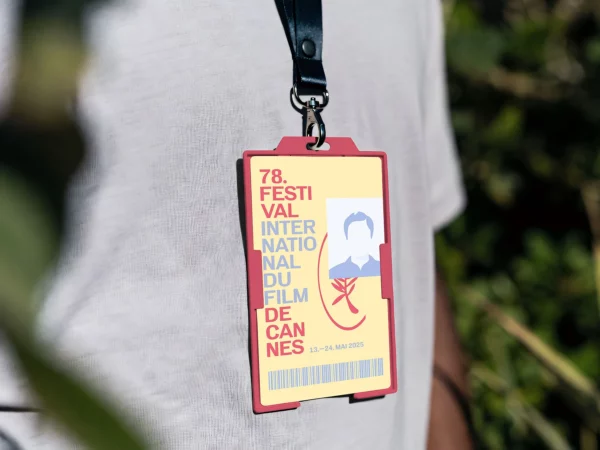 78.
FESTI
VAL
INTER
NATIO
NAL
DU
FILM
DE
CAN
NES
13.–24. MAI 2025